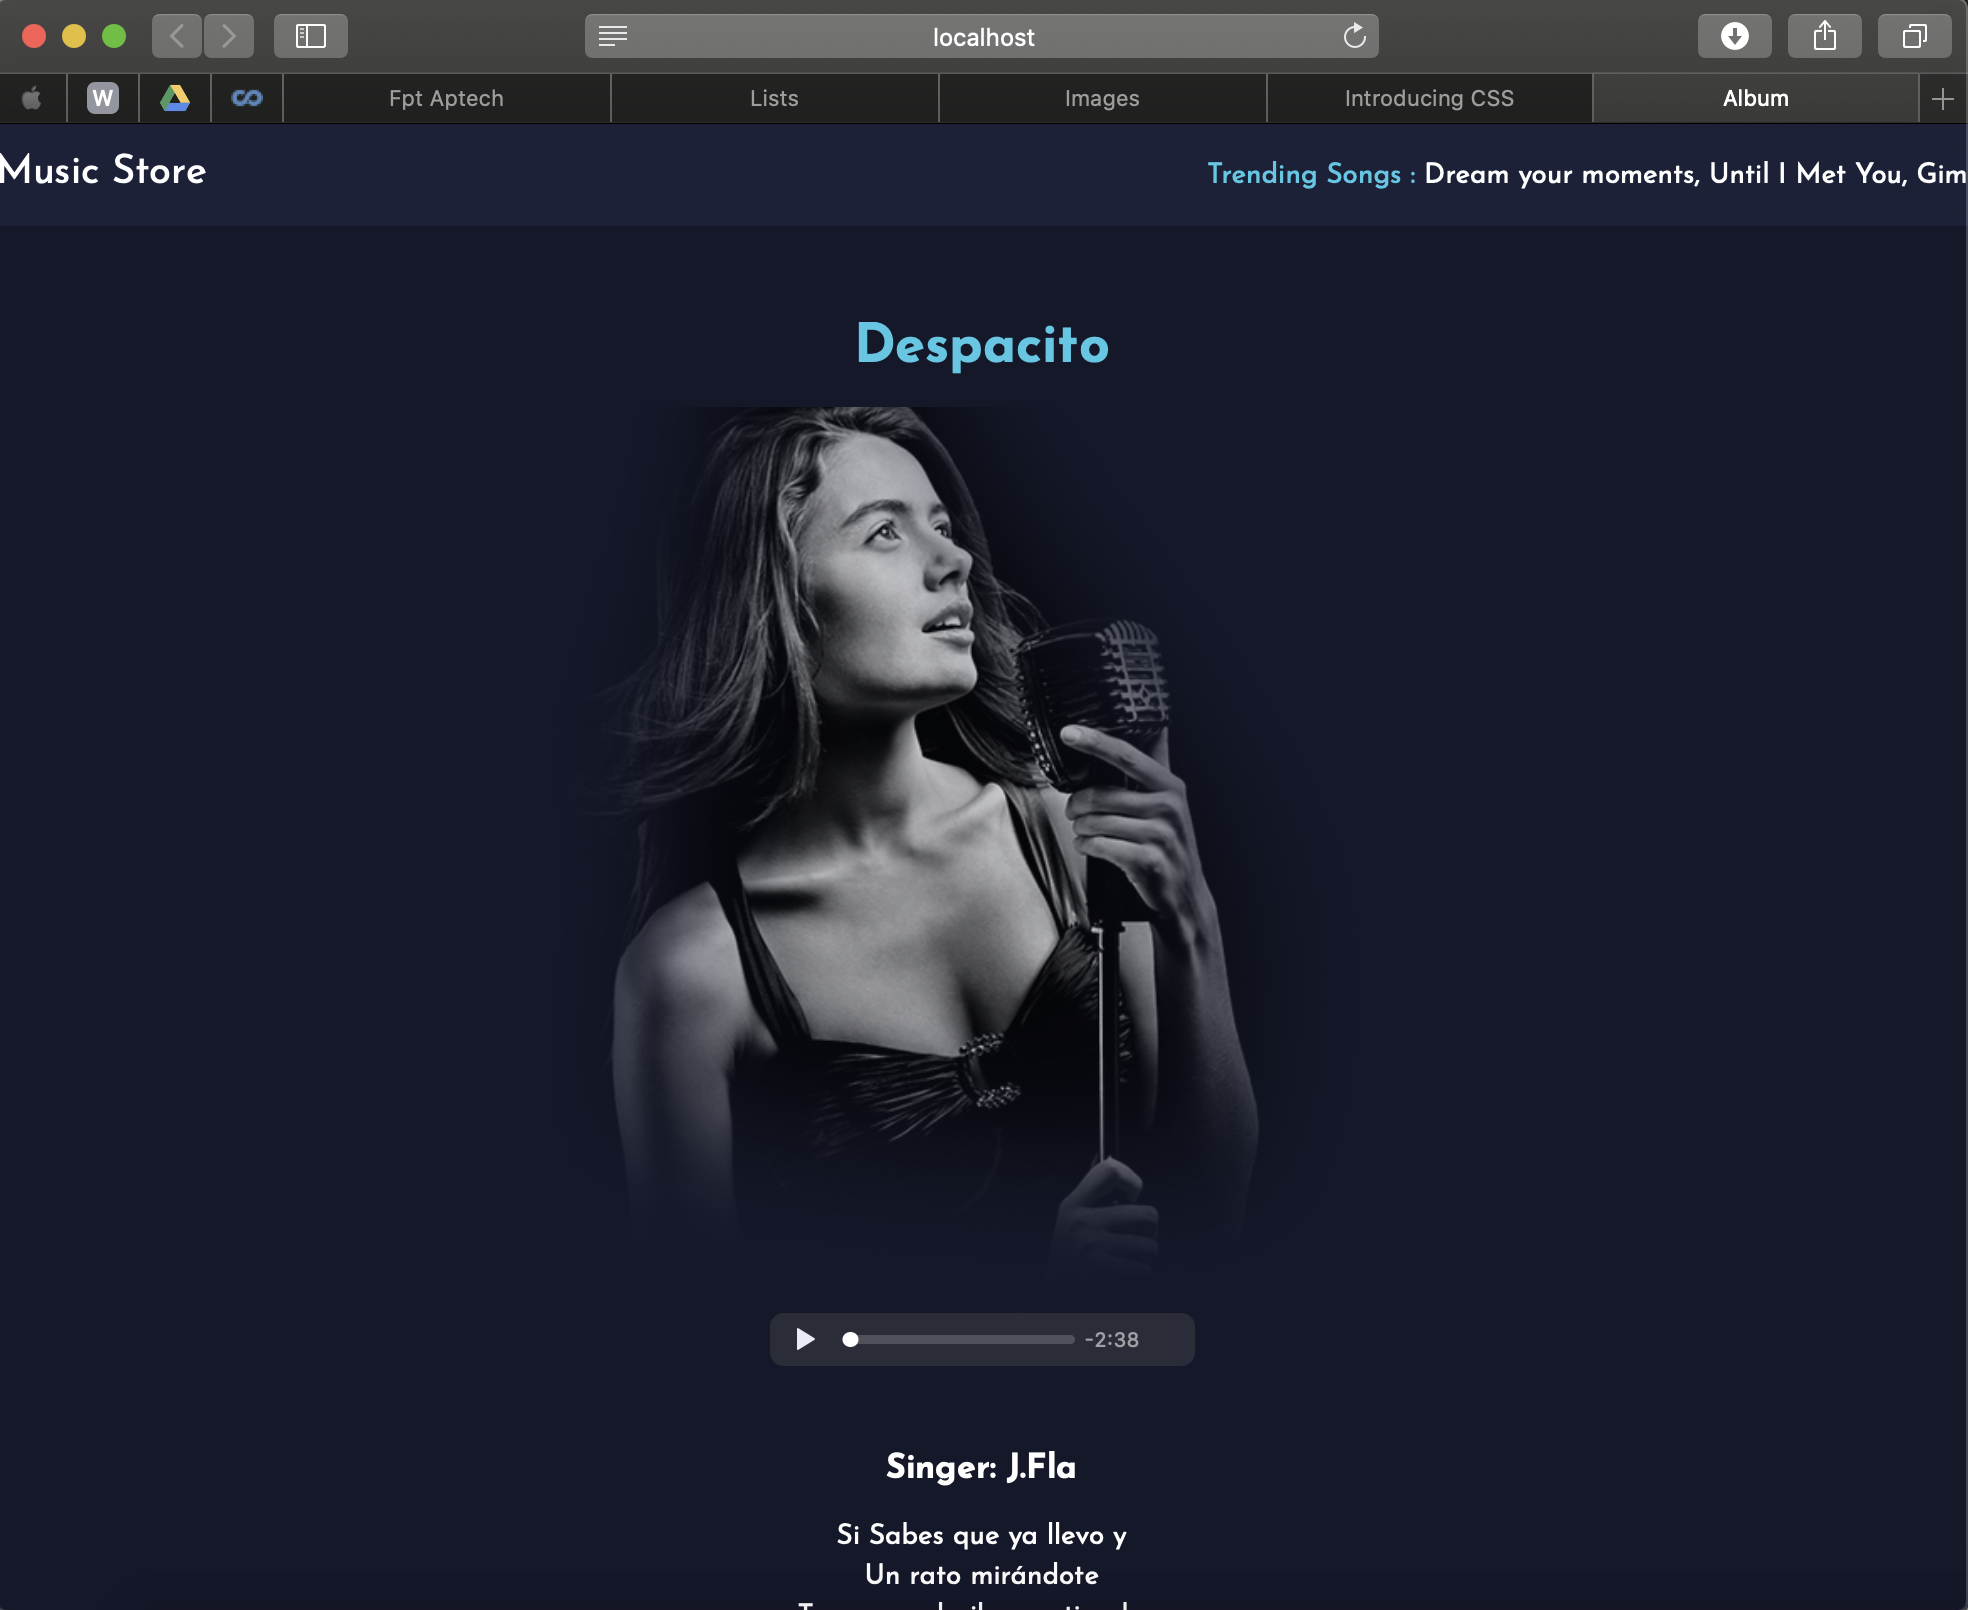 localhost
W
Fpt Aptech
Lists
Images
Introducing CSS
Album
Music Store
Trending Songs : Dream your moments, Until I Met You, Gim
Despacito
-2:38
Singer: J.Fla
Si Sabes que ya llevo y
Un rato mirándote